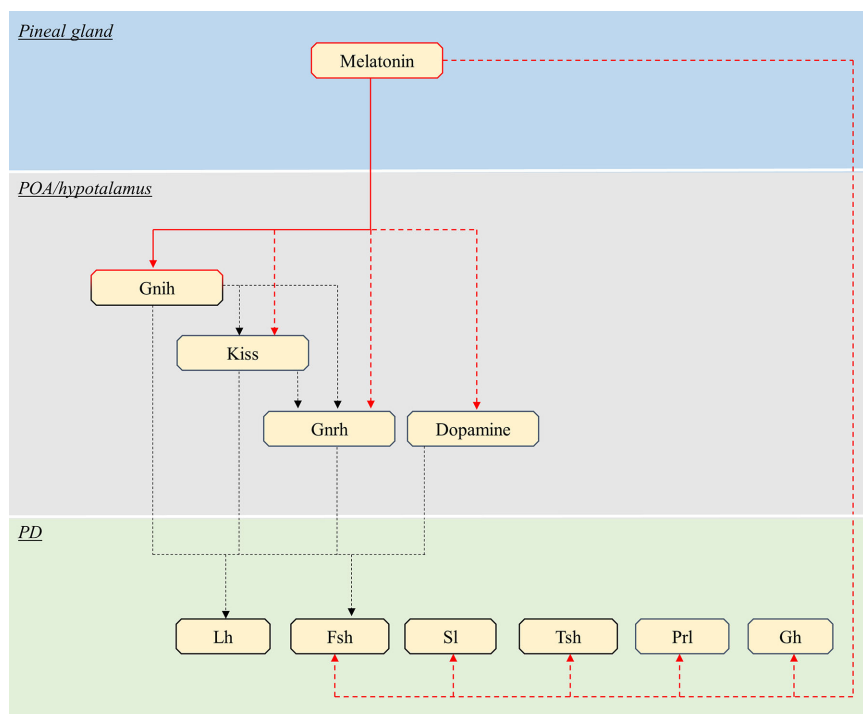 Pineal gland
Melatonin
POA/hypotalamus
Gnih
Kiss
Gnrh
Dopamine
PD
Lh
Fsh
Sl
Tsh
Prl
Gh